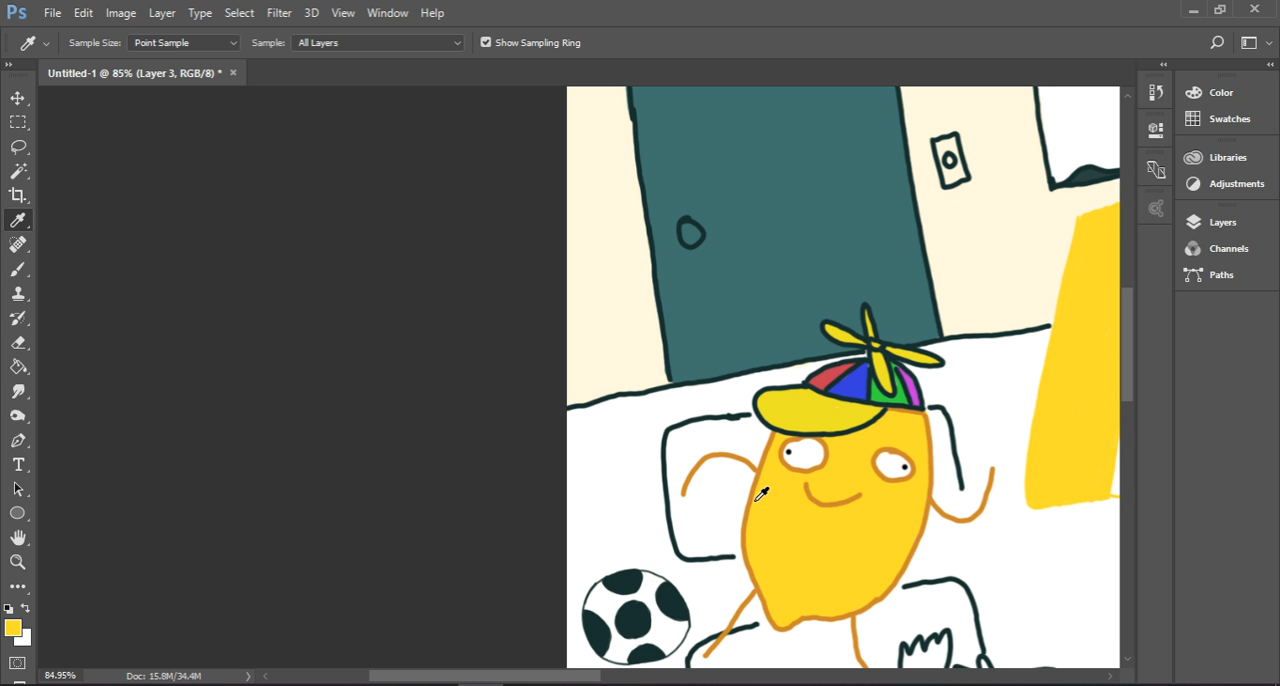 Ps File Edit Image Layer Type Select Filter 3D View Window Help
Sample Size: Point Sample Sample: All Layers Show Sampling Ring
Untitled-1 @ 85% (Layer 3, RGB/8) *
Color
Swatches
Libraries
Adjustments
Layers
Channels
Paths
84.95% Doc: 15.8M/34.4M